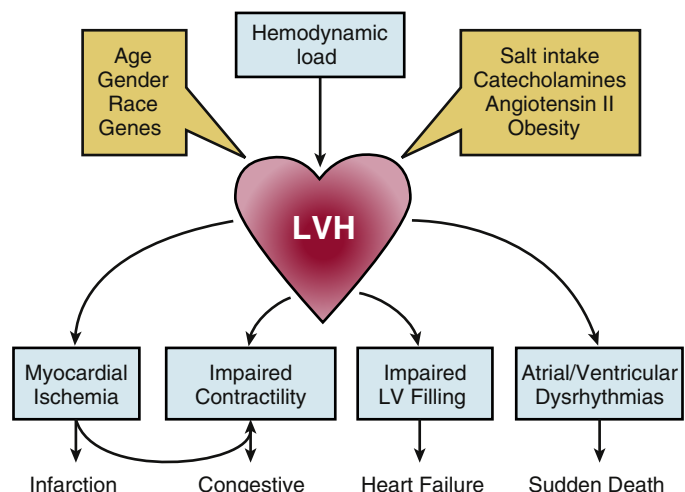 Hemodynamic
load
Age
Gender
Race
Genes
Salt intake
Catecholamines
Angiotensin II
Obesity
LVH
Myocardial
Ischemia
Impaired
Contractility
Impaired
LV Filling
Atrial/Ventricular
Dysrhythmias
Infarction
Congestive
Heart Failure
Sudden Death